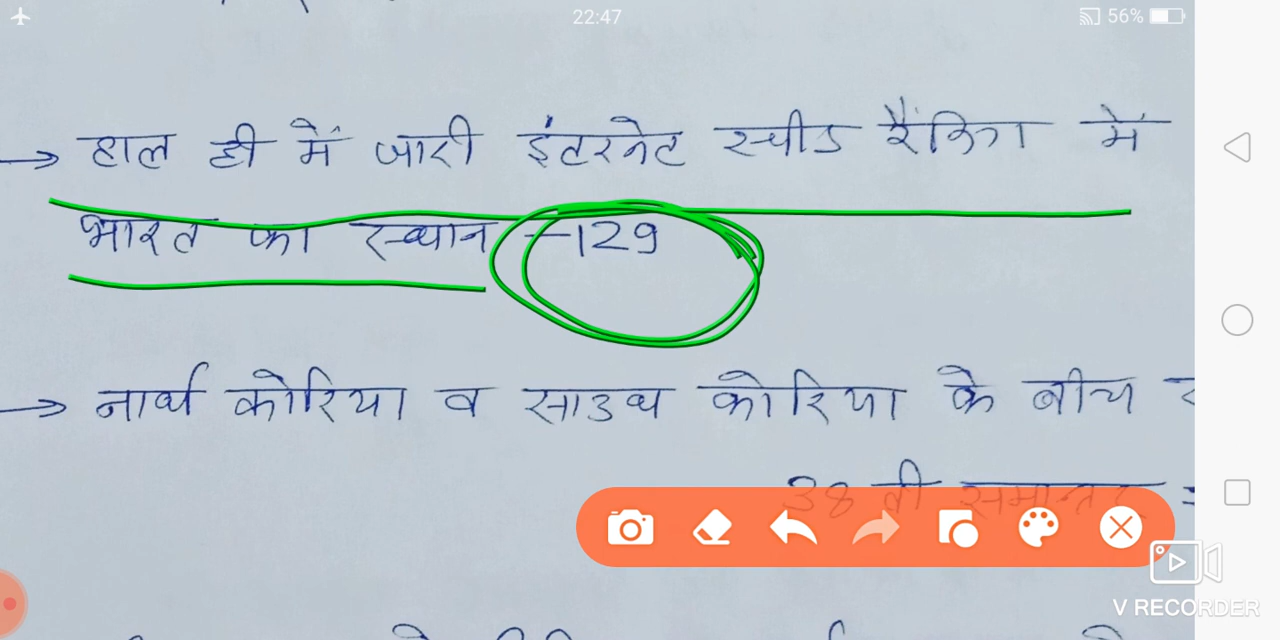 22:47
56%
→ हाल ही में जारी इंटरनेट स्पीड रैंकिंग में
भारत का स्थान -129
→ नार्थ कोरिया व साउथ कोरिया के बीच
38 वी समान्तर
V RECORDER